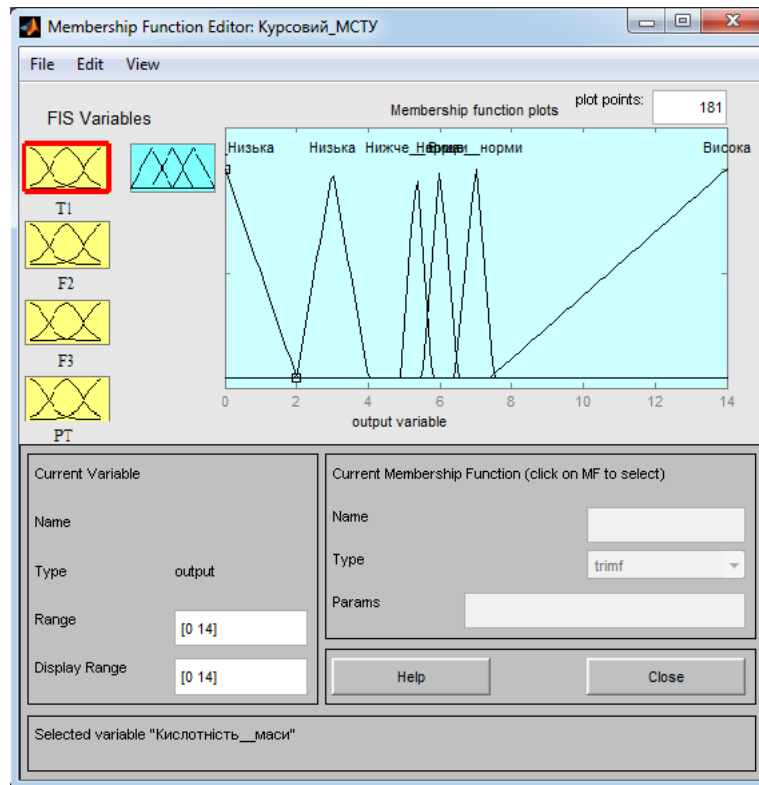 Membership Function Editor: Курсовий_МСТУ
File Edit View
FIS Variables
Membership function plots
plot points:
181
_Низька Низька Нижче__ норми Висока
T1
F2
F3
PT
0 2 4 6 8 10 12 14
output variable
Current Variable
Name
Type output
Range [0 14]
Display Range [0 14]
Current Membership Function (click on MF to select)
Name
Type trimf
Params
Help Close
Selected variable "Кислотність__маси"